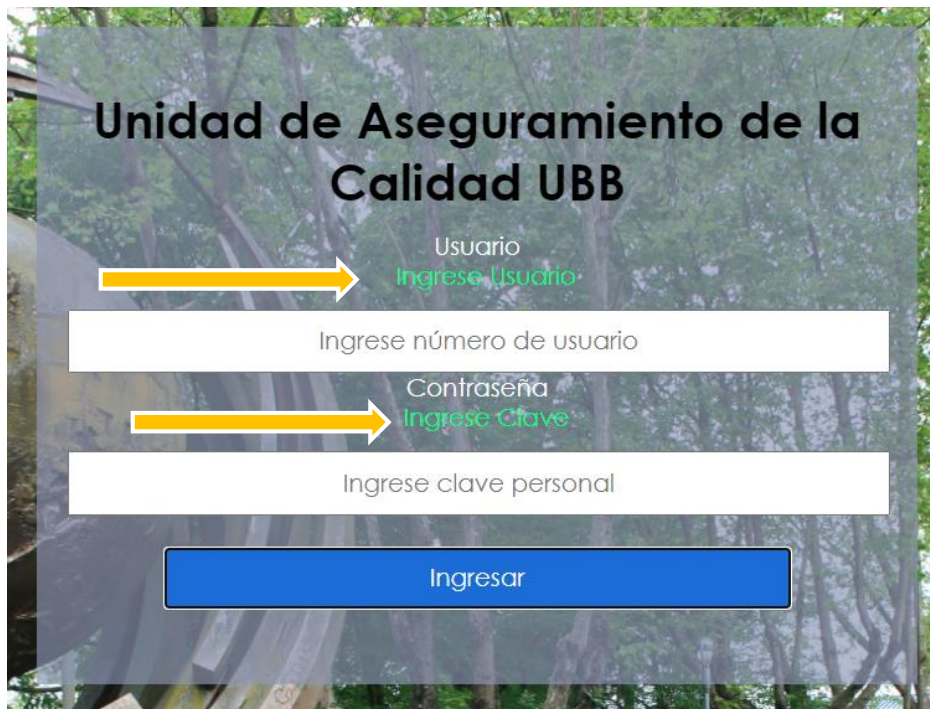 Unidad de Aseguramiento de la
Calidad UBB
Usuario
Ingrese Usuario
Ingrese número de usuario
Contraseña
Ingrese Clave
Ingrese clave personal
Ingresar